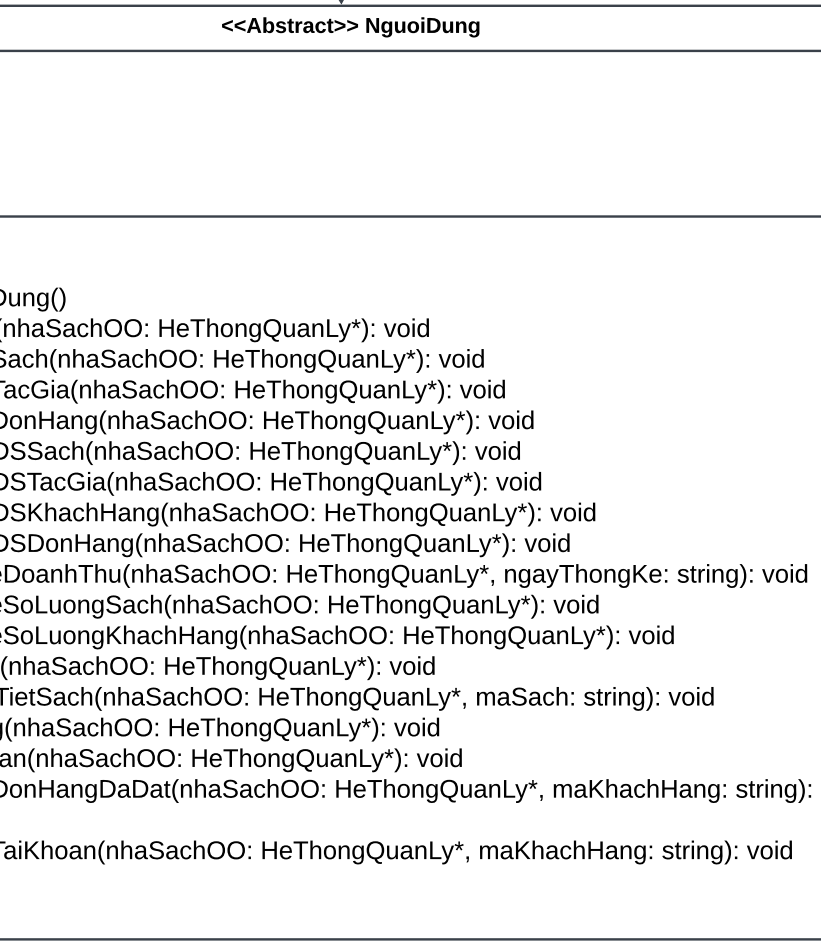 <<Abstract>> NguoiDung
Dung()
(nhaSachOO: HeThongQuanLy*): void
Sach(nhaSachOO: HeThongQuanLy*): void
TacGia(nhaSachOO: HeThongQuanLy*): void
DonHang(nhaSachOO: HeThongQuanLy*): void
DSSach(nhaSachOO: HeThongQuanLy*): void
DSTacGia(nhaSachOO: HeThongQuanLy*): void
DSKhachHang(nhaSachOO: HeThongQuanLy*): void
DSDonHang(nhaSachOO: HeThongQuanLy*): void
eDoanhThu(nhaSachOO: HeThongQuanLy*, ngayThongKe: string): void
eSoLuongSach(nhaSachOO: HeThongQuanLy*): void
eSoLuongKhachHang(nhaSachOO: HeThongQuanLy*): void
(nhaSachOO: HeThongQuanLy*): void
TietSach(nhaSachOO: HeThongQuanLy*, maSach: string): void
g(nhaSachOO: HeThongQuanLy*): void
an(nhaSachOO: HeThongQuanLy*): void
DonHangDaDat(nhaSachOO: HeThongQuanLy*, maKhachHang: string):
TaiKhoan(nhaSachOO: HeThongQuanLy*, maKhachHang: string): void